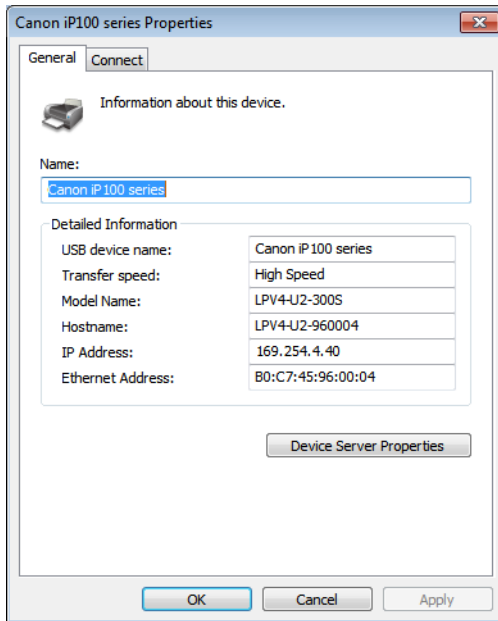 Canon iP100 series Properties
General Connect
Information about this device.
Name:
Canon iP100 series
Detailed Information
USB device name: Canon iP100 series
Transfer speed: High Speed
Model Name: LPV4-U2-300S
Hostname: LPV4-U2-960004
IP Address: 169.254.4.40
Ethernet Address: B0:C7:45:96:00:04
Device Server Properties
OK Cancel Apply